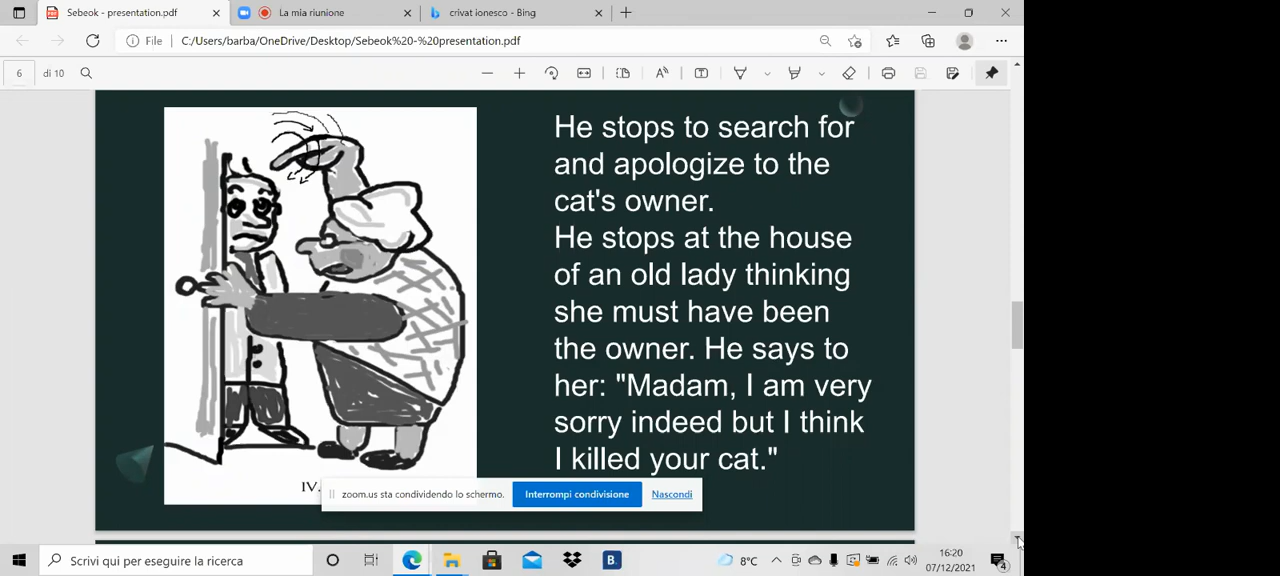 Sebeok - presentation.pdf
La mia riunione
crivat ionesco - Bing
File
C:/Users/barba/OneDrive/Desktop/Sebeok%20-%20presentation.pdf
6
di 10
He stops to search for
and apologize to the
cat's owner.
He stops at the house
of an old lady thinking
she must have been
the owner. He says to
her: "Madam, I am very
sorry indeed but I think
I killed your cat."
IV.
zoom.us sta condividendo lo schermo.
Interrompi condivisione
Nascondi
Scrivi qui per eseguire la ricerca
B.
8°C
16:20
07/12/2021
4